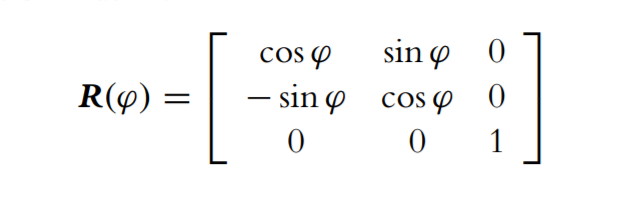 R(φ) = [ cos φ sin φ 0
− sin φ cos φ 0
0 0 1 ]